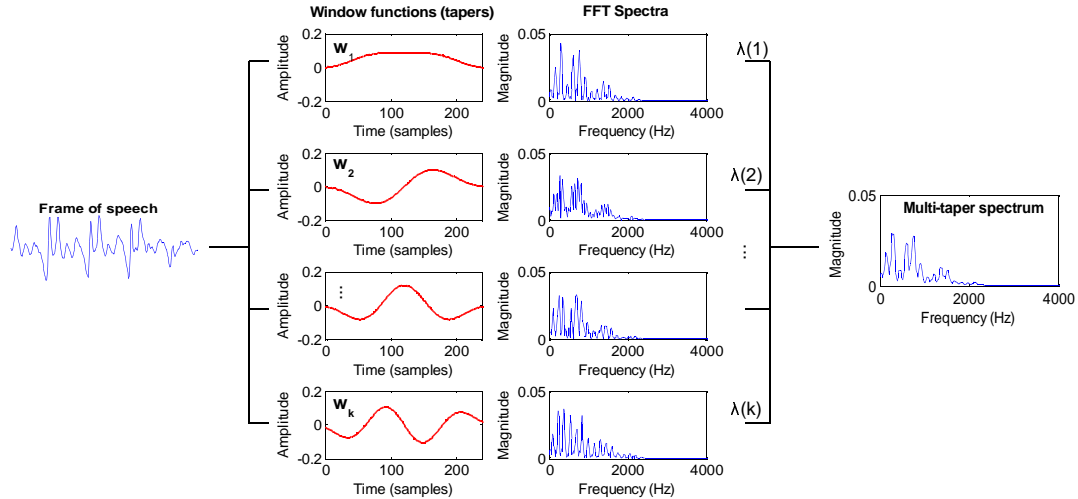 Window functions (tapers)
FFT Spectra
Frame of speech
0.2
0
-0.2
Amplitude
W1
0 100 200
Time (samples)
0.05
0
Magnitude
0 2000 4000
Frequency (Hz)
λ(1)
0.2
0
-0.2
Amplitude
W2
0 100 200
Time (samples)
0.05
0
Magnitude
0 2000 4000
Frequency (Hz)
λ(2)
0.2
0
-0.2
Amplitude
⋮
0 100 200
Time (samples)
0.05
0
Magnitude
0 2000 4000
Frequency (Hz)
⋮
0.2
0
-0.2
Amplitude
Wk
0 100 200
Time (samples)
0.05
0
Magnitude
0 2000 4000
Frequency (Hz)
λ(k)
Multi-taper spectrum
0.05
0
Magnitude
0 2000 4000
Frequency (Hz)